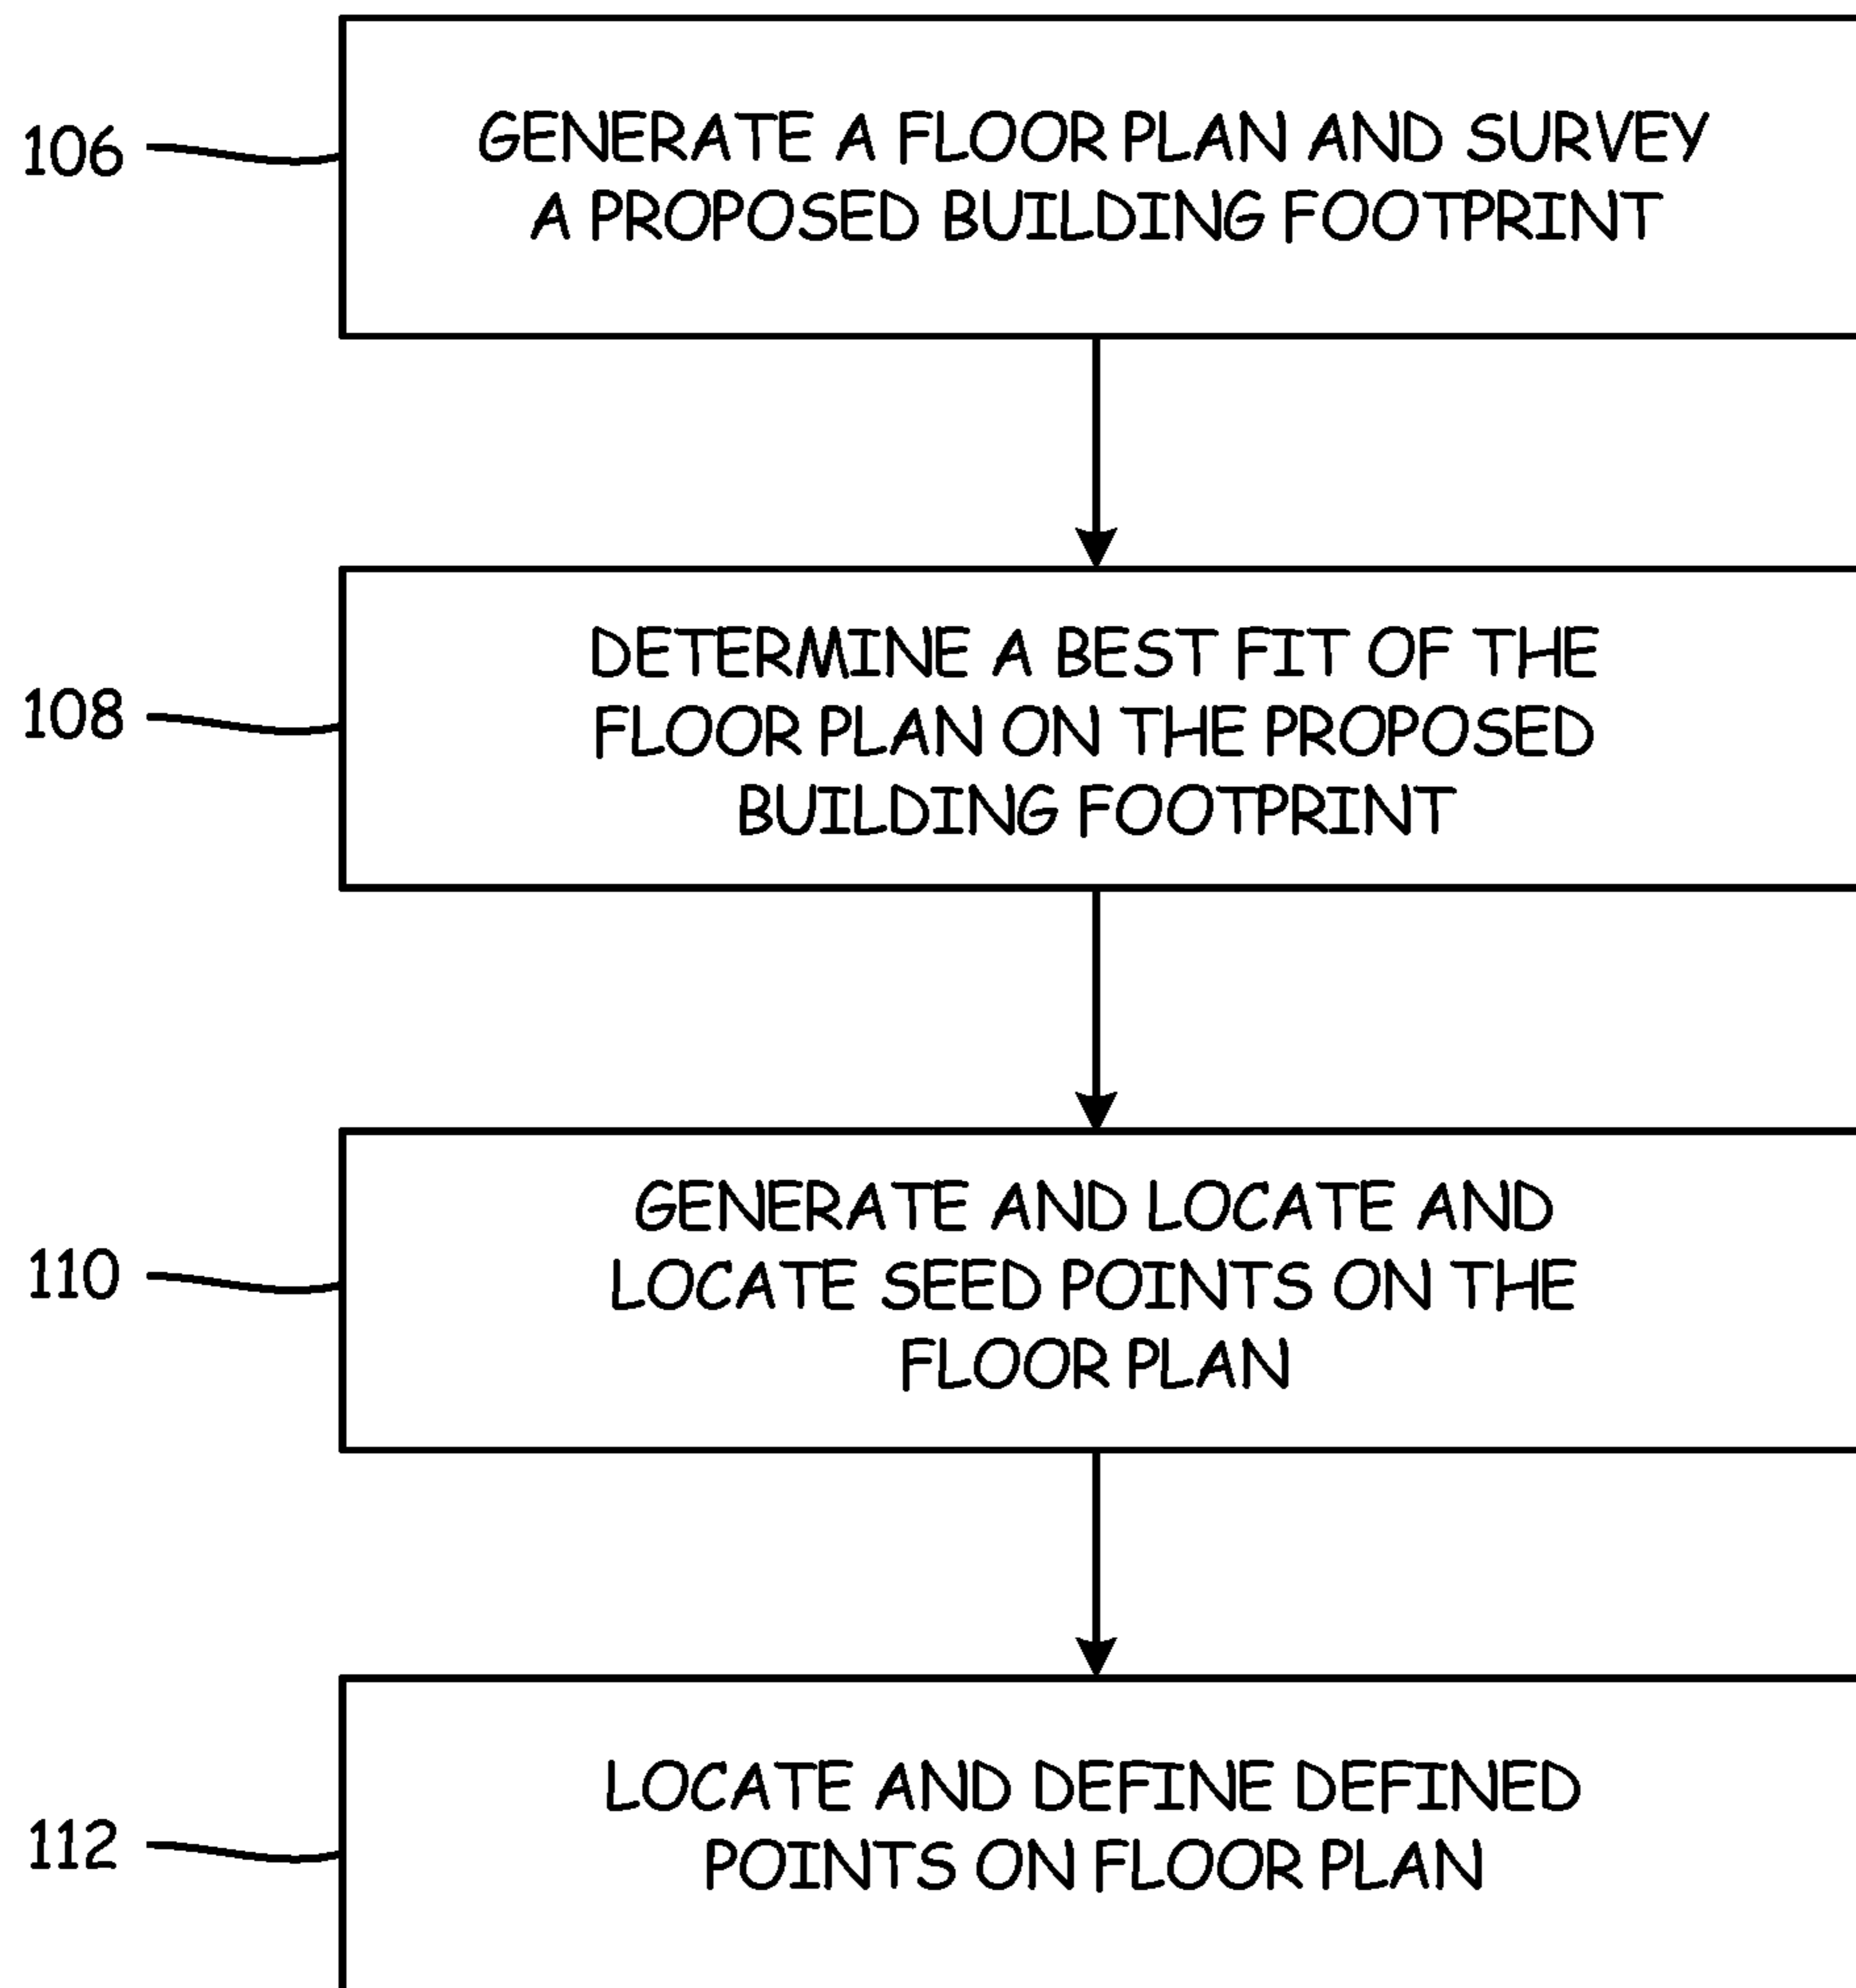 106
GENERATE A FLOOR PLAN AND SURVEY
A PROPOSED BUILDING FOOTPRINT
DETERMINE A BEST FIT OF THE
108
FLOOR PLAN ON THE PROPOSED
BUILDING FOOTPRINT
GENERATE AND LOCATE AND
110
LOCATE SEED POINTS ON THE
FLOOR PLAN
112
LOCATE AND DEFINE DEFINED
POINTS ON FLOOR PLAN